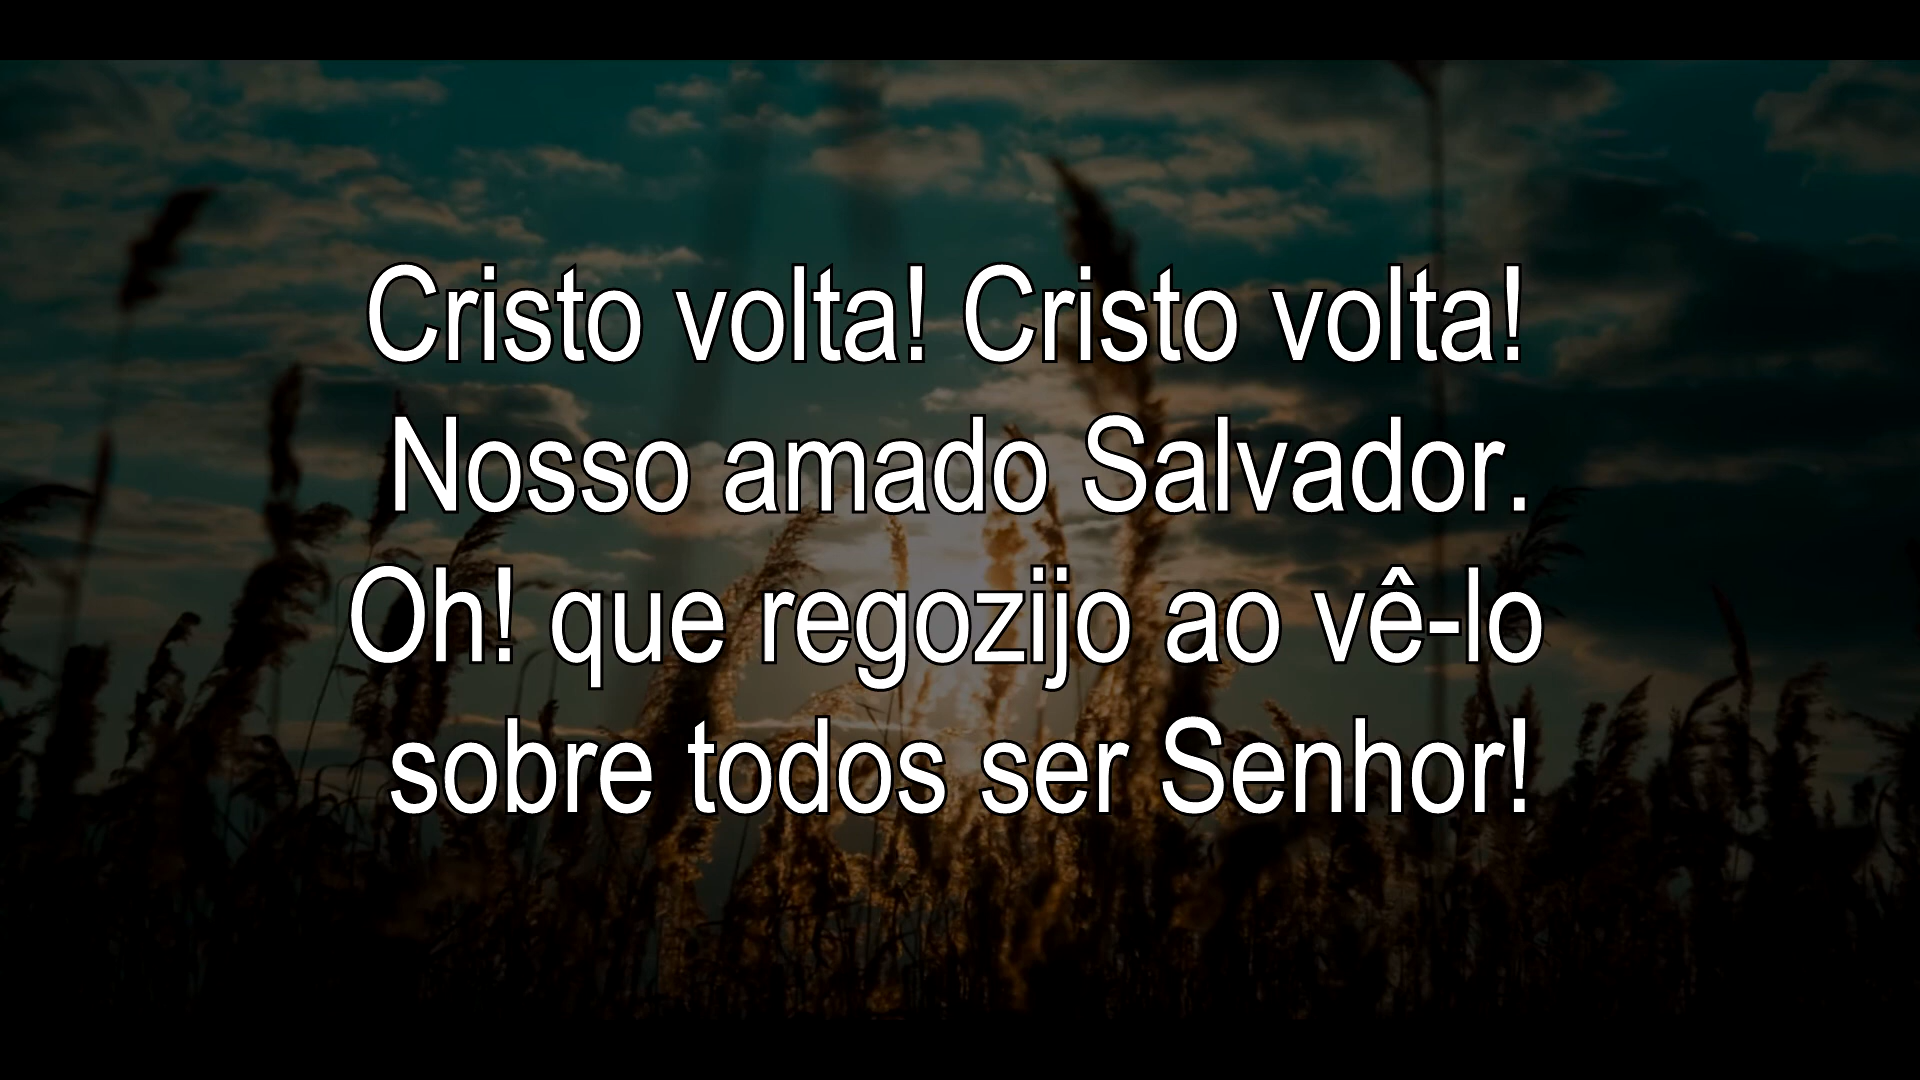 Cristo volta! Cristo volta!
Nosso amado Salvador.
Oh! que regozijo ao vê-lo
sobre todos ser Senhor!